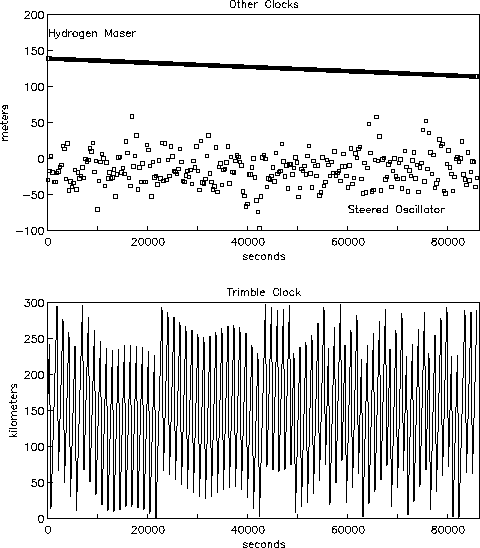 Other Clocks
200
Hydrogen Maser
150
100
50
0
-50
-100
meters
Steered Oscillator
0 20000 40000 60000 80000
seconds
Trimble Clock
300
250
200
150
100
50
0
kilometers
0 20000 40000 60000 80000
seconds